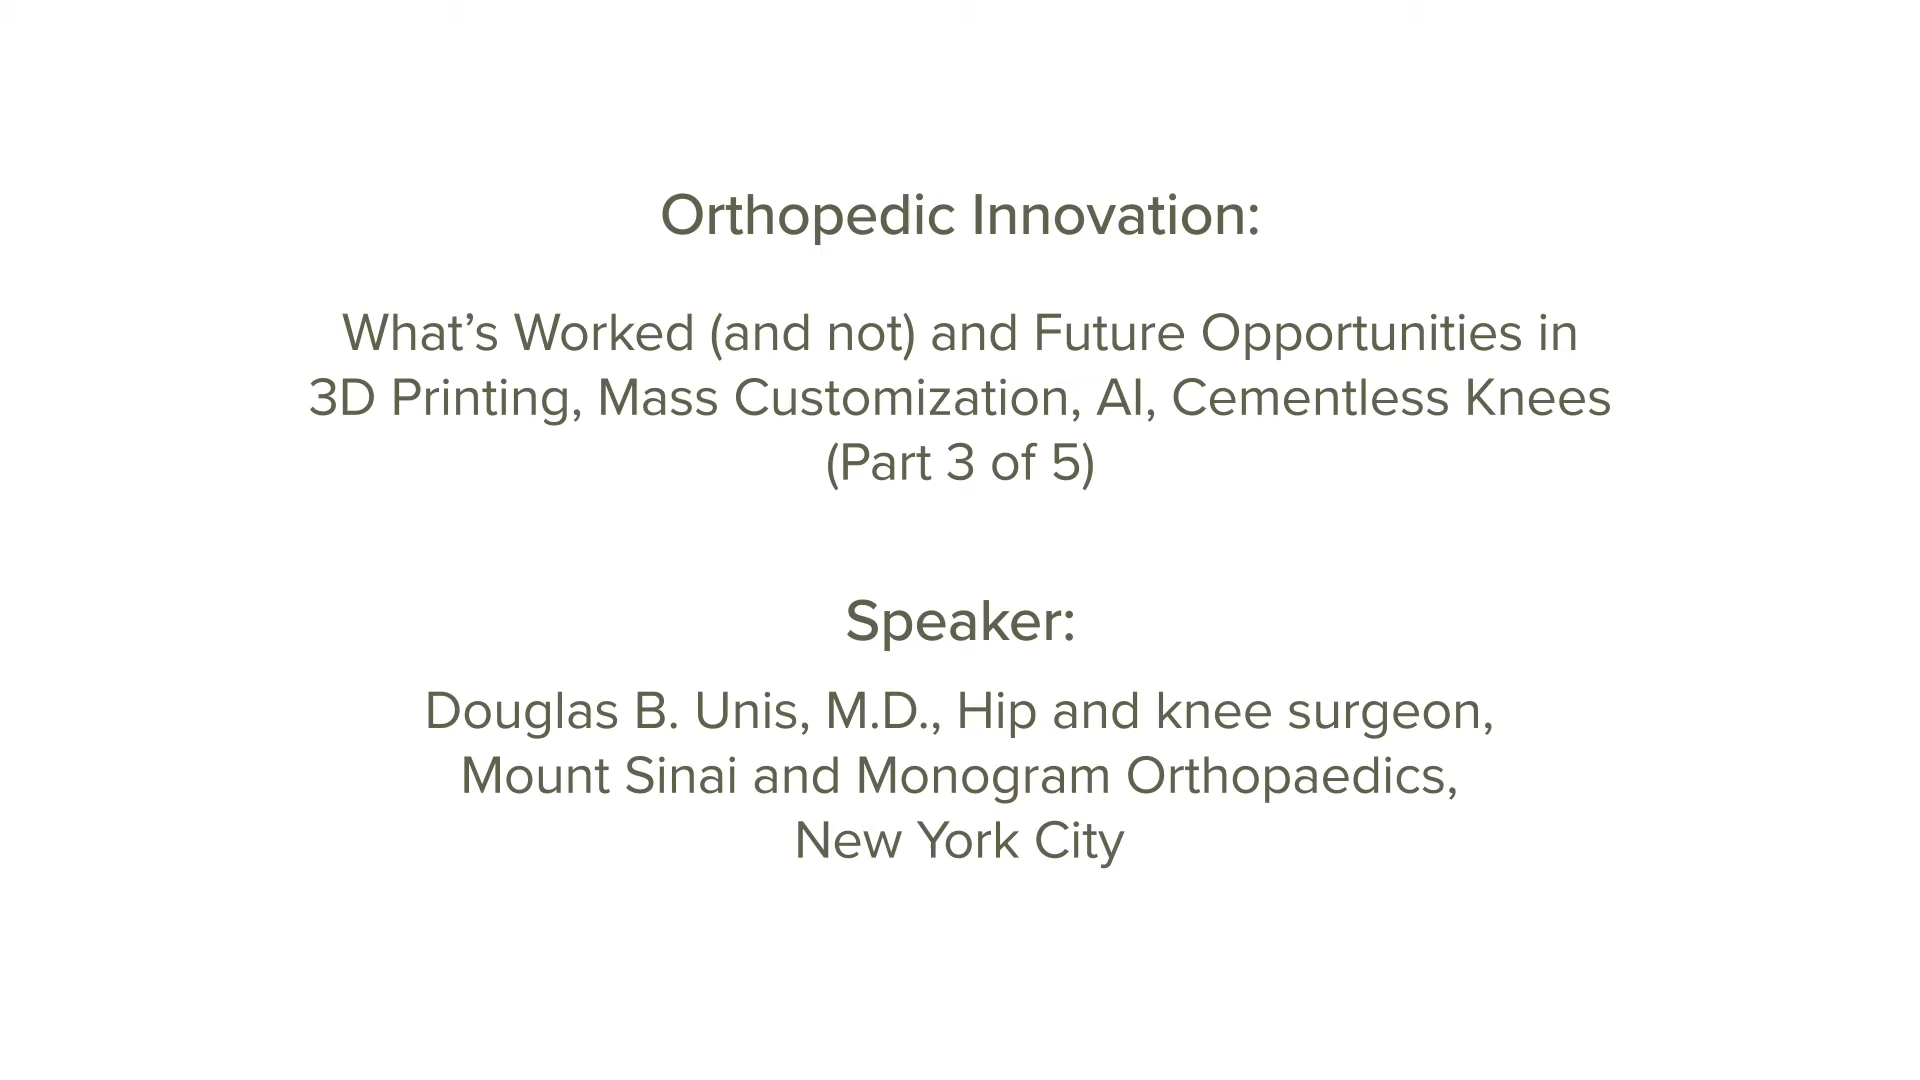 Orthopedic Innovation:
What’s Worked (and not) and Future Opportunities in
3D Printing, Mass Customization, AI, Cementless Knees
(Part 3 of 5)
Speaker:
Douglas B. Unis, M.D., Hip and knee surgeon,
Mount Sinai and Monogram Orthopaedics,
New York City